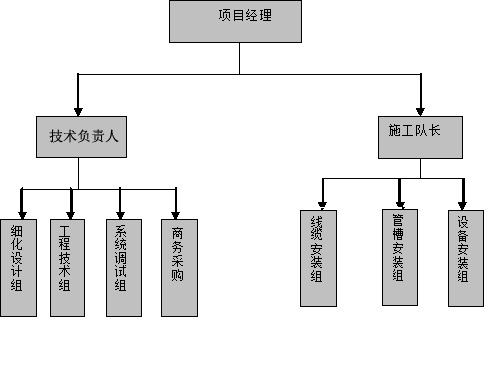 项目经理
技术负责人
施工队长
细化设计组
工程技术组
系统调试组
商务采购
线缆安装组
管槽安装组
设备安装组